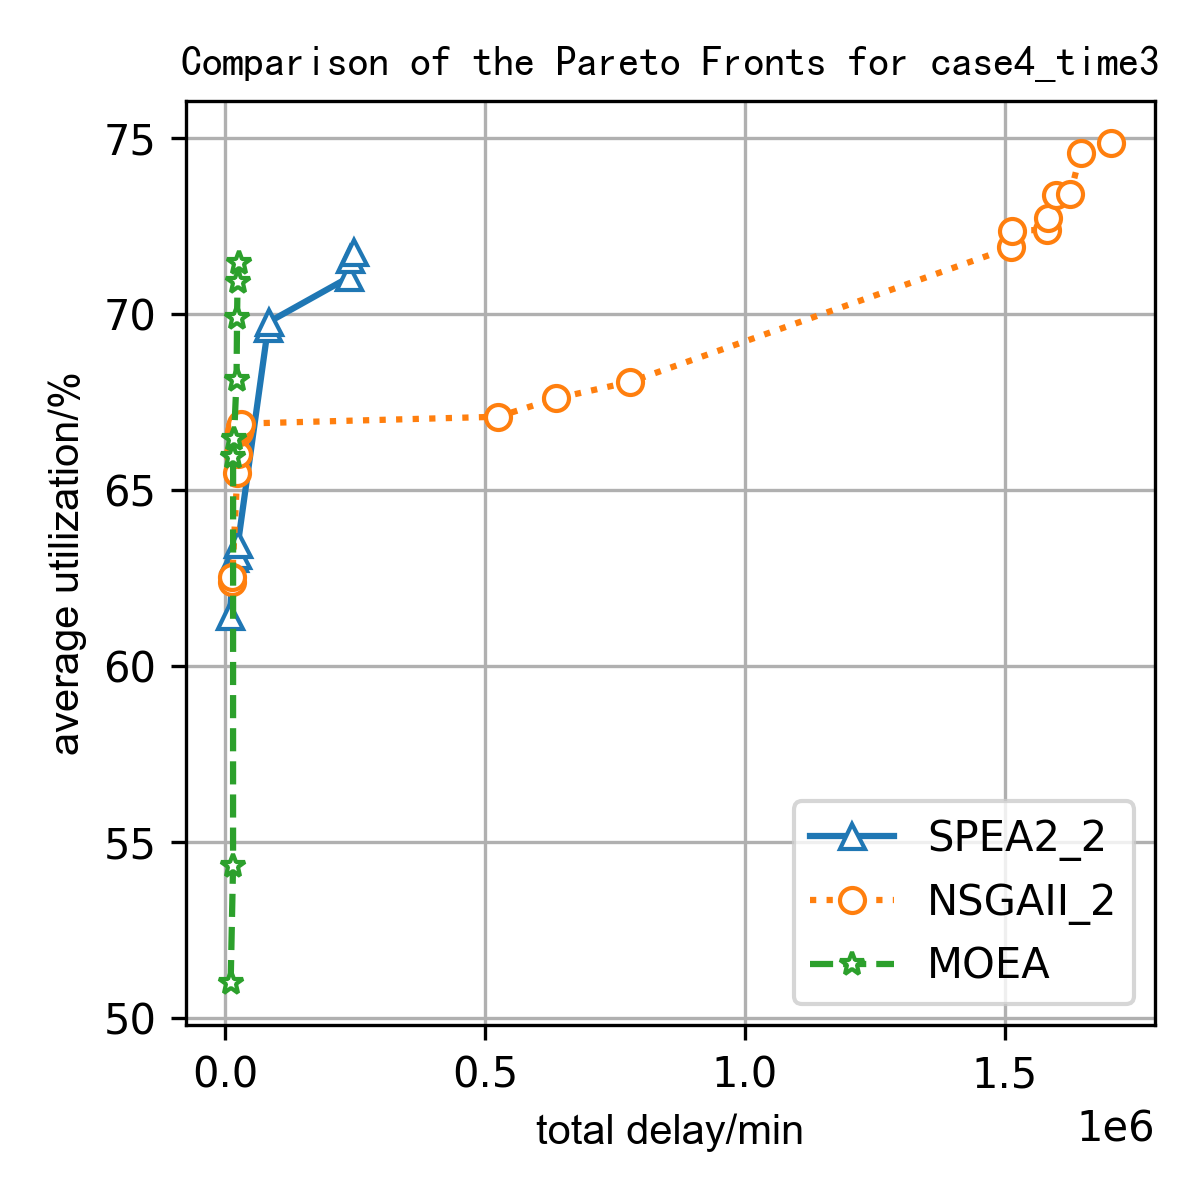 Comparison of the Pareto Fronts for case4_time3
75
70
65
60
55
50
average utilization/%
SPEA2_2
NSGAII_2
MOEA
0.0 0.5 1.0 1.5
1e6
total delay/min